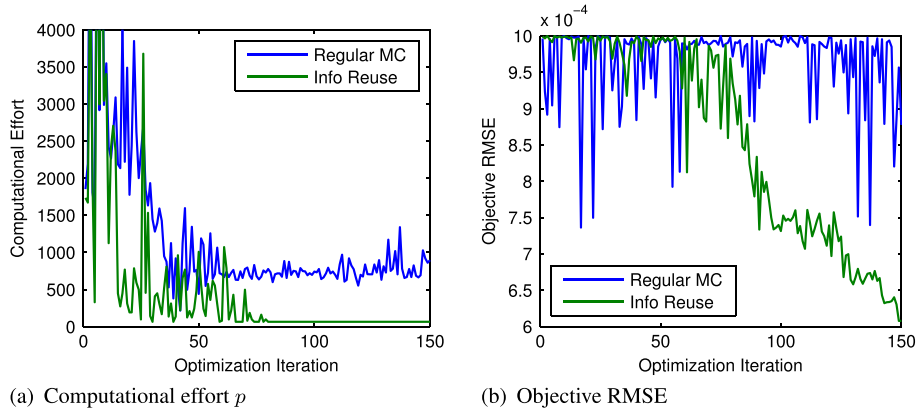 4000
3500
3000
2500
2000
1500
1000
500
0
0
50
100
150
Computational Effort
Optimization Iteration
Regular MC
Info Reuse
(a) Computational effort p
x 10⁻⁴
10
9.5
9
8.5
8
7.5
7
6.5
6
0
50
100
150
Objective RMSE
Optimization Iteration
Regular MC
Info Reuse
(b) Objective RMSE